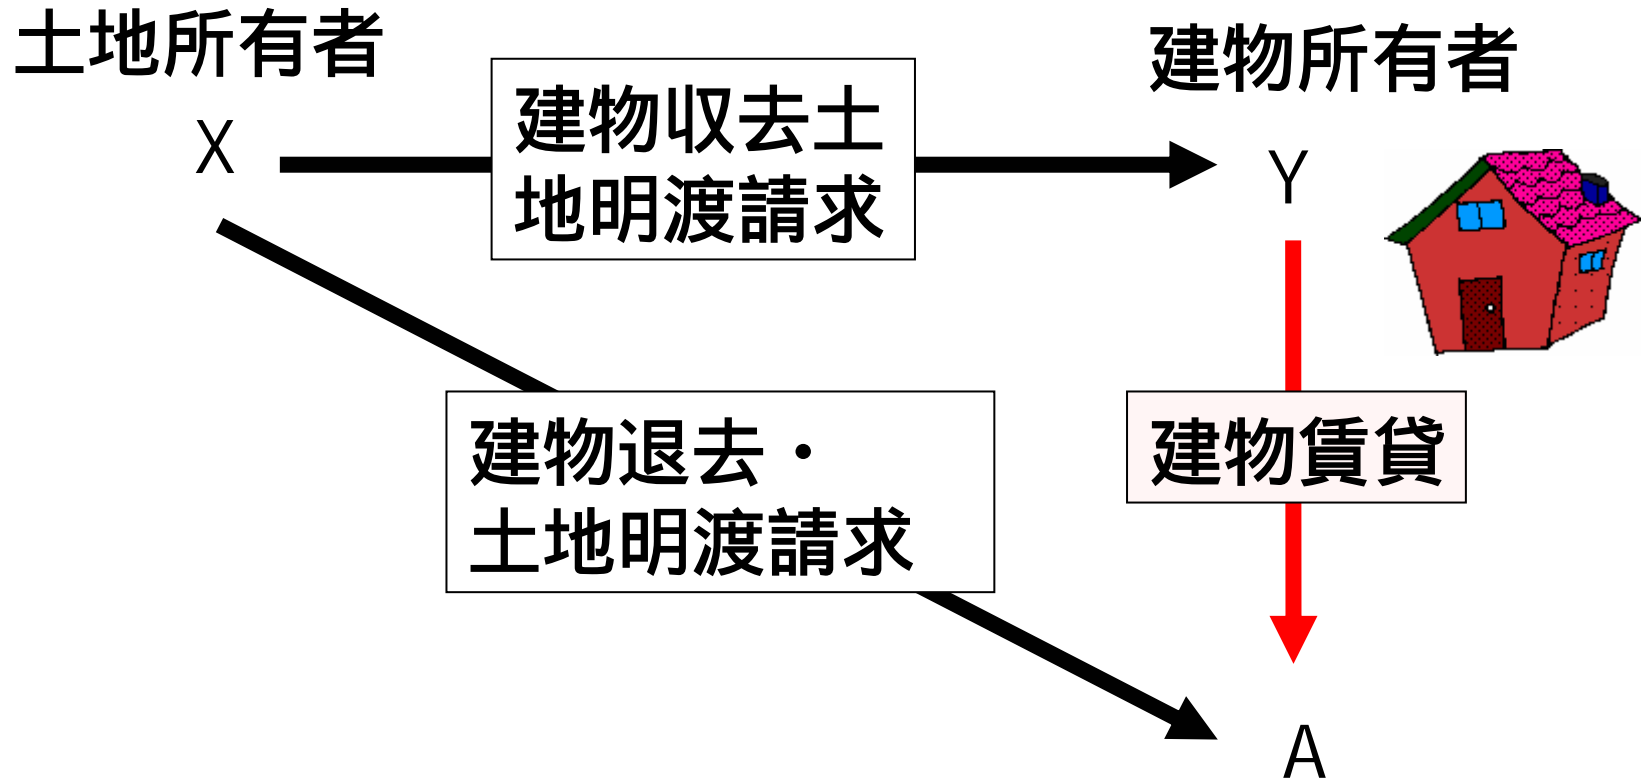 土地所有者
建物所有者
X
建物収去土
地明渡請求
Y
建物退去・
土地明渡請求
建物賃貸
A